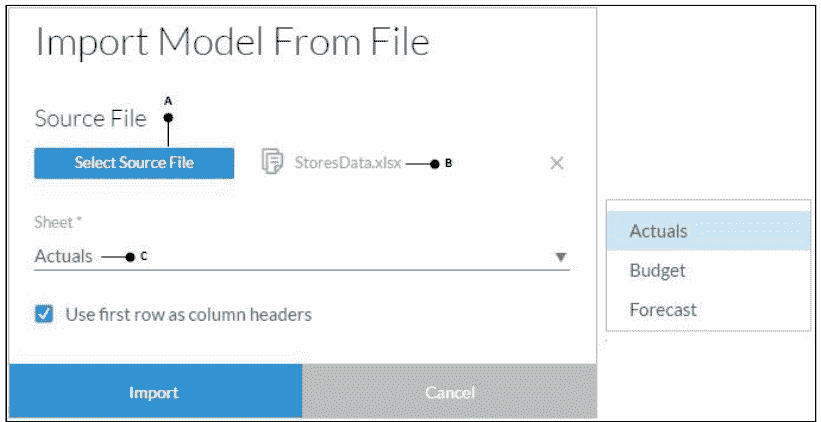 Import Model From File
A
Source File
Select Source File
StoresData.xlsx
B
Sheet *
Actuals
C
Use first row as column headers
Import
Cancel
Actuals
Budget
Forecast